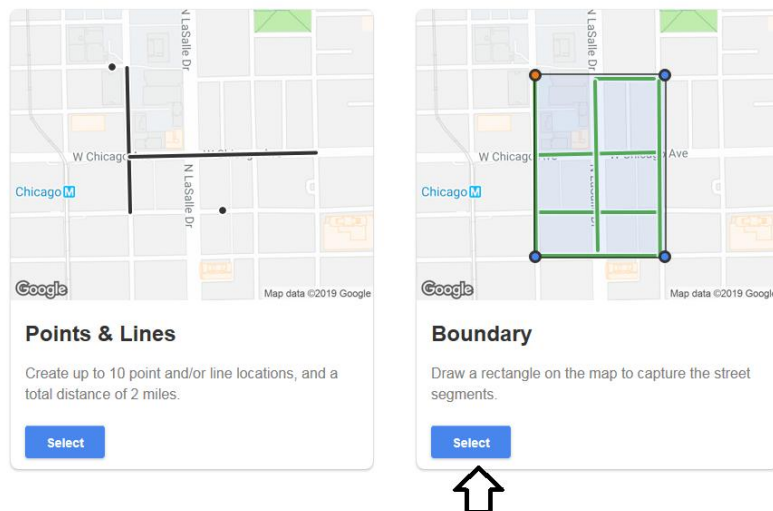 N LaSalle Dr
W Chicago
N LaSalle Dr
Chicago M
Google
Map data ©2019 Google
Points & Lines
Create up to 10 point and/or line locations, and a
total distance of 2 miles.
Select
N LaSalle Dr
W Chicago Ave
Chicago M
Google
Map data ©2019 Google
Boundary
Draw a rectangle on the map to capture the street
segments.
Select